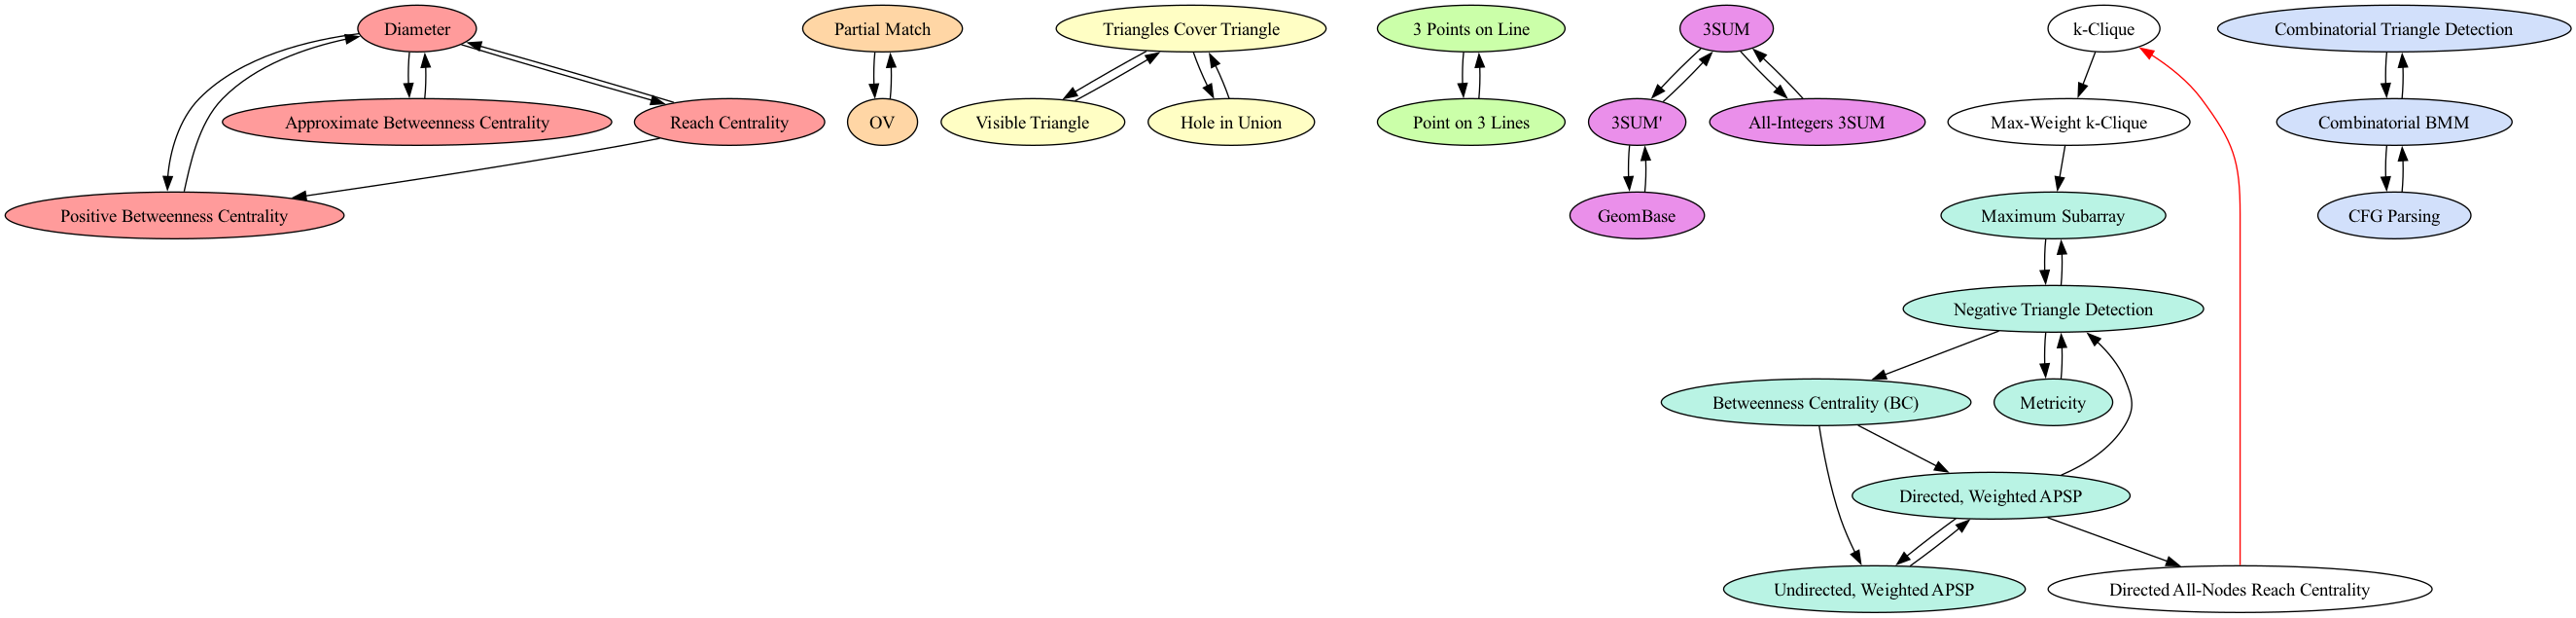 Diameter
Partial Match
Triangles Cover Triangle
3 Points on Line
3SUM
k-Clique
Combinatorial Triangle Detection
Approximate Betweenness Centrality
Reach Centrality
OV
Visible Triangle
Hole in Union
Point on 3 Lines
3SUM'
All-Integers 3SUM
Max-Weight k-Clique
Combinatorial BMM
Positive Betweenness Centrality
GeomBase
Maximum Subarray
CFG Parsing
Negative Triangle Detection
Betweenness Centrality (BC)
Metricity
Directed, Weighted APSP
Undirected, Weighted APSP
Directed All-Nodes Reach Centrality